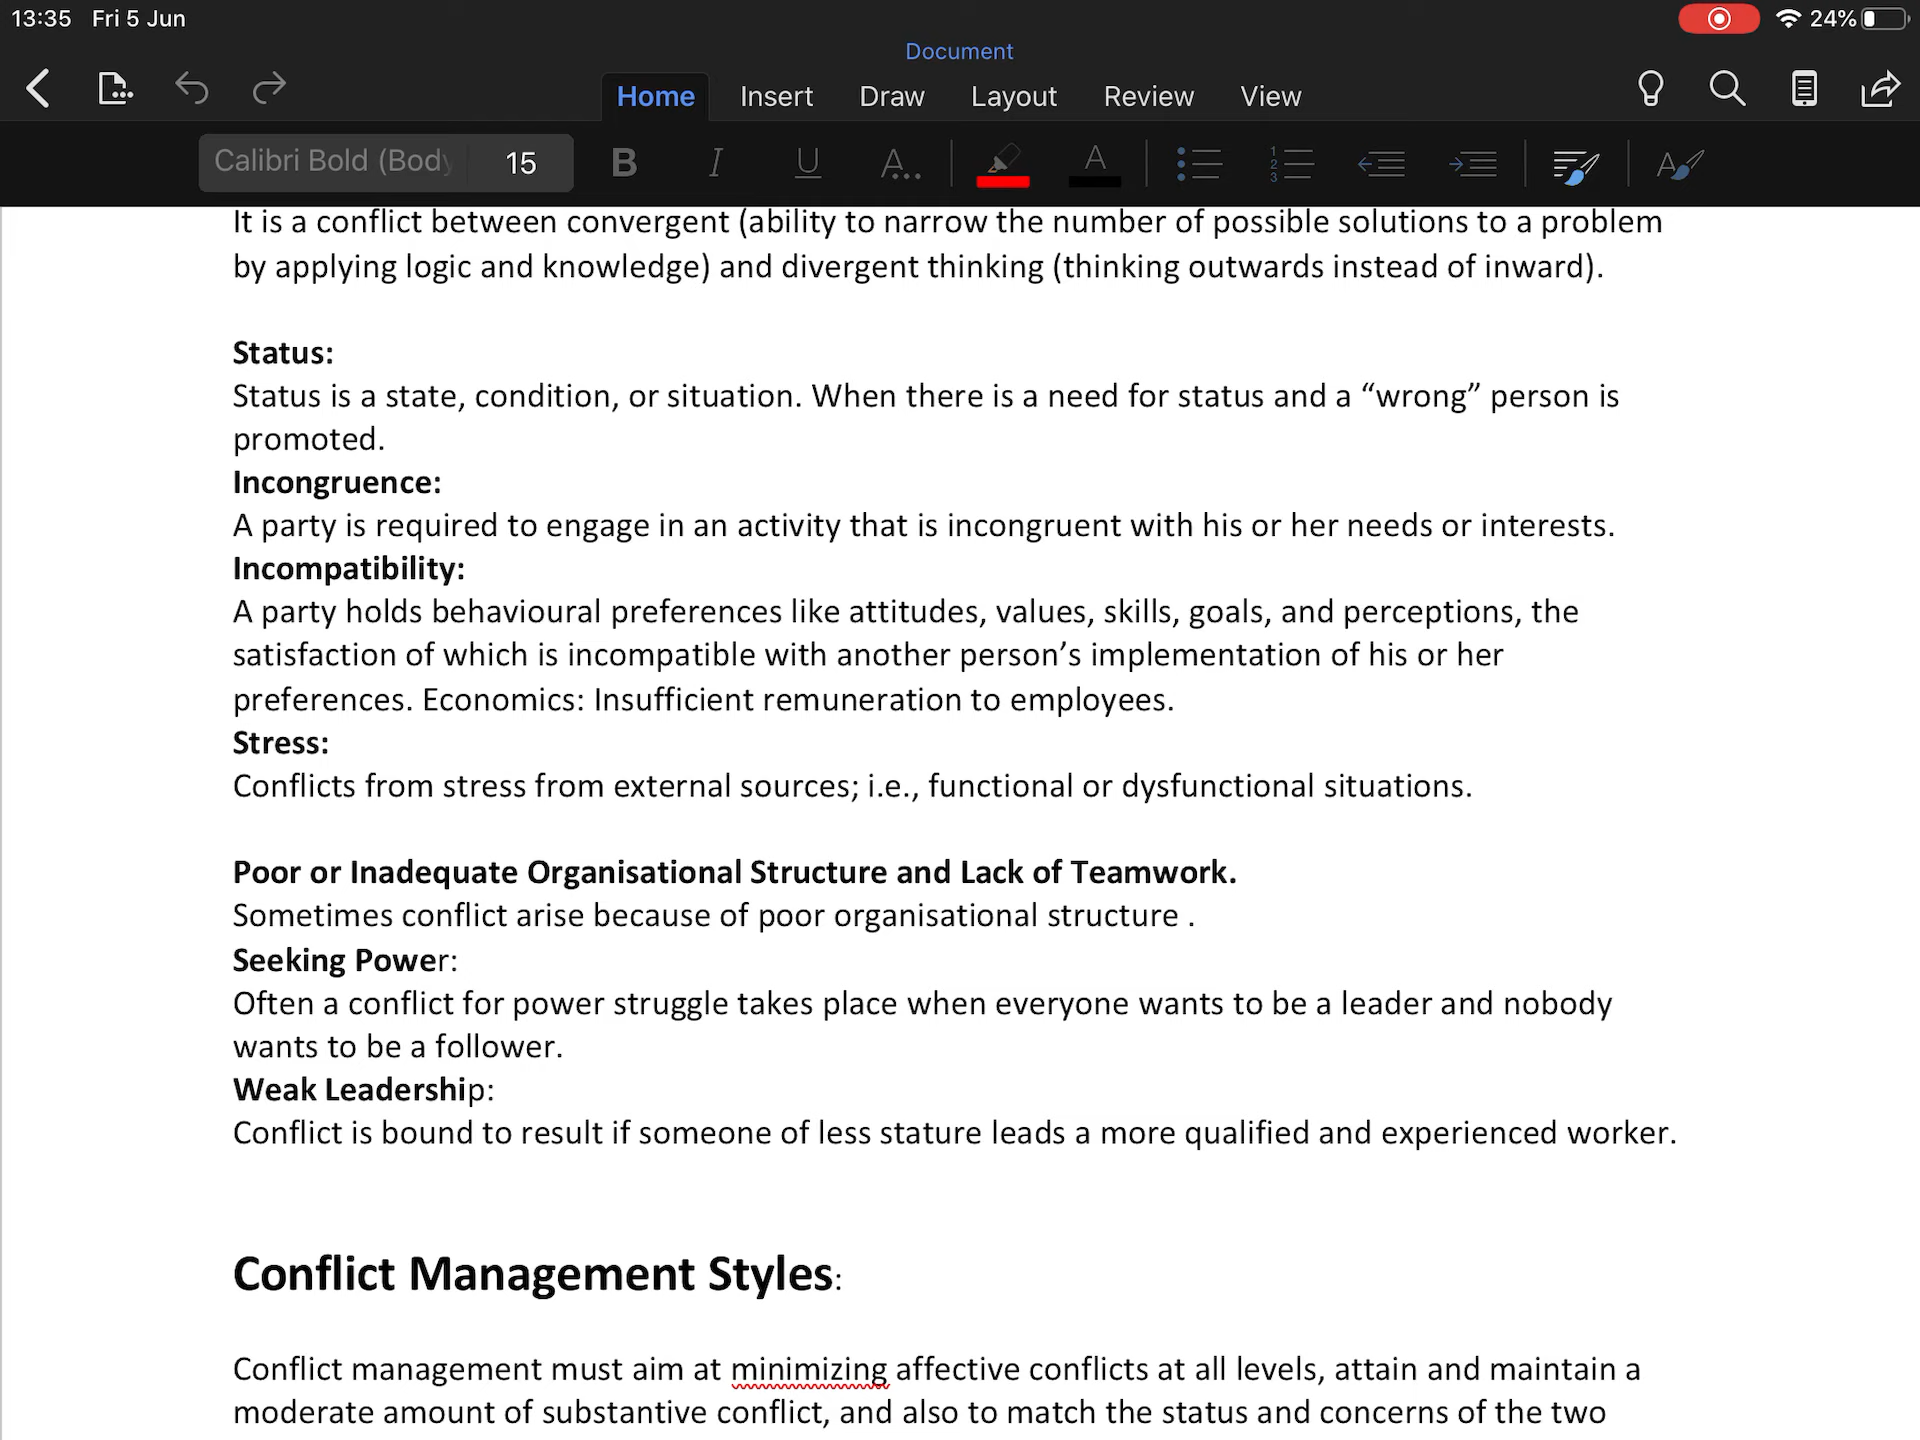 13:35 Fri 5 Jun
24%
Document
Home Insert Draw Layout Review View
Calibri Bold (Body 15 B I U A... A
It is a conflict between convergent (ability to narrow the number of possible solutions to a problem
by applying logic and knowledge) and divergent thinking (thinking outwards instead of inward).
Status:
Status is a state, condition, or situation. When there is a need for status and a “wrong” person is
promoted.
Incongruence:
A party is required to engage in an activity that is incongruent with his or her needs or interests.
Incompatibility:
A party holds behavioural preferences like attitudes, values, skills, goals, and perceptions, the
satisfaction of which is incompatible with another person’s implementation of his or her
preferences. Economics: Insufficient remuneration to employees.
Stress:
Conflicts from stress from external sources; i.e., functional or dysfunctional situations.
Poor or Inadequate Organisational Structure and Lack of Teamwork.
Sometimes conflict arise because of poor organisational structure .
Seeking Power:
Often a conflict for power struggle takes place when everyone wants to be a leader and nobody
wants to be a follower.
Weak Leadership:
Conflict is bound to result if someone of less stature leads a more qualified and experienced worker.
Conflict Management Styles:
Conflict management must aim at minimizing affective conflicts at all levels, attain and maintain a
moderate amount of substantive conflict, and also to match the status and concerns of the two